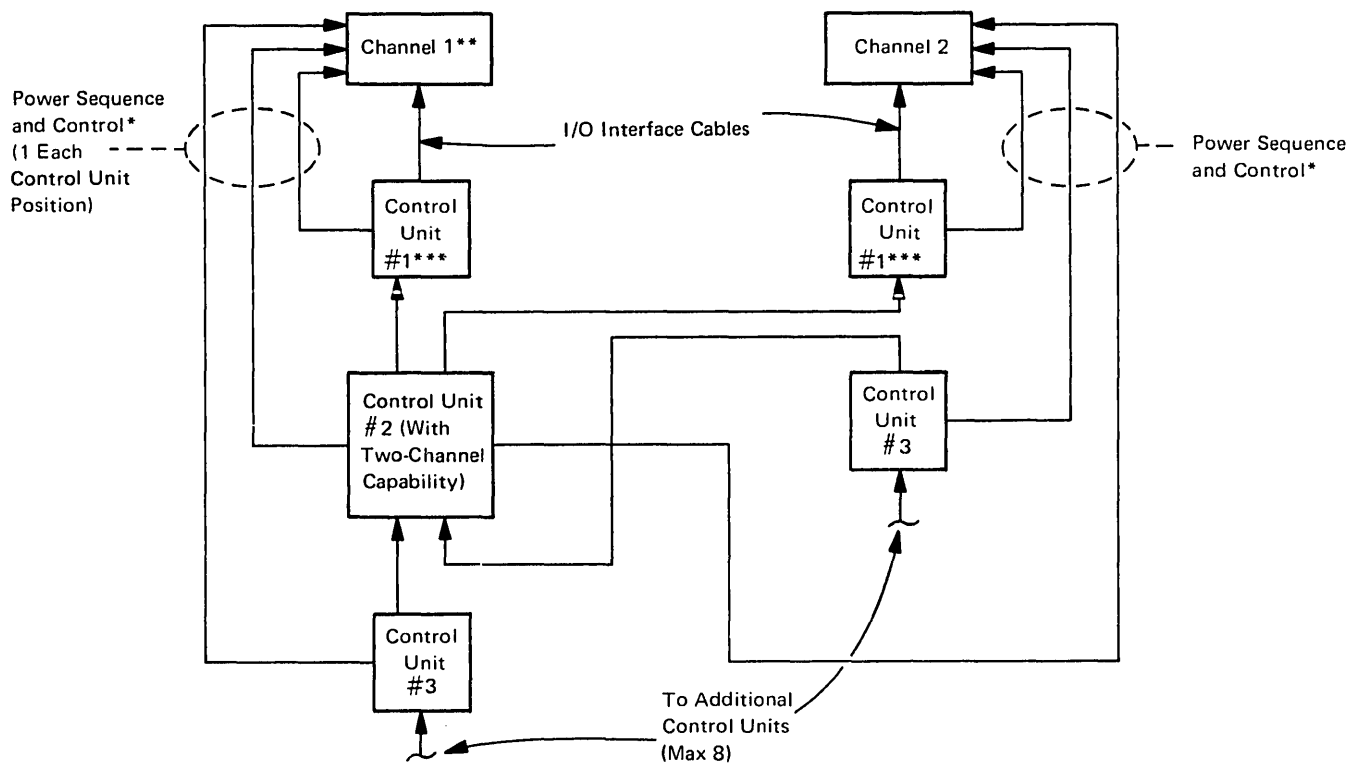 Channel 1**
Channel 2
Power Sequence
and Control*
(1 Each
Control Unit
Position)
I/O Interface Cables
Power Sequence
and Control*
Control
Unit
#1***
Control
Unit
#1***
Control Unit
#2 (With
Two-Channel
Capability)
Control
Unit
#3
Control
Unit
#3
To Additional
Control Units
(Max 8)